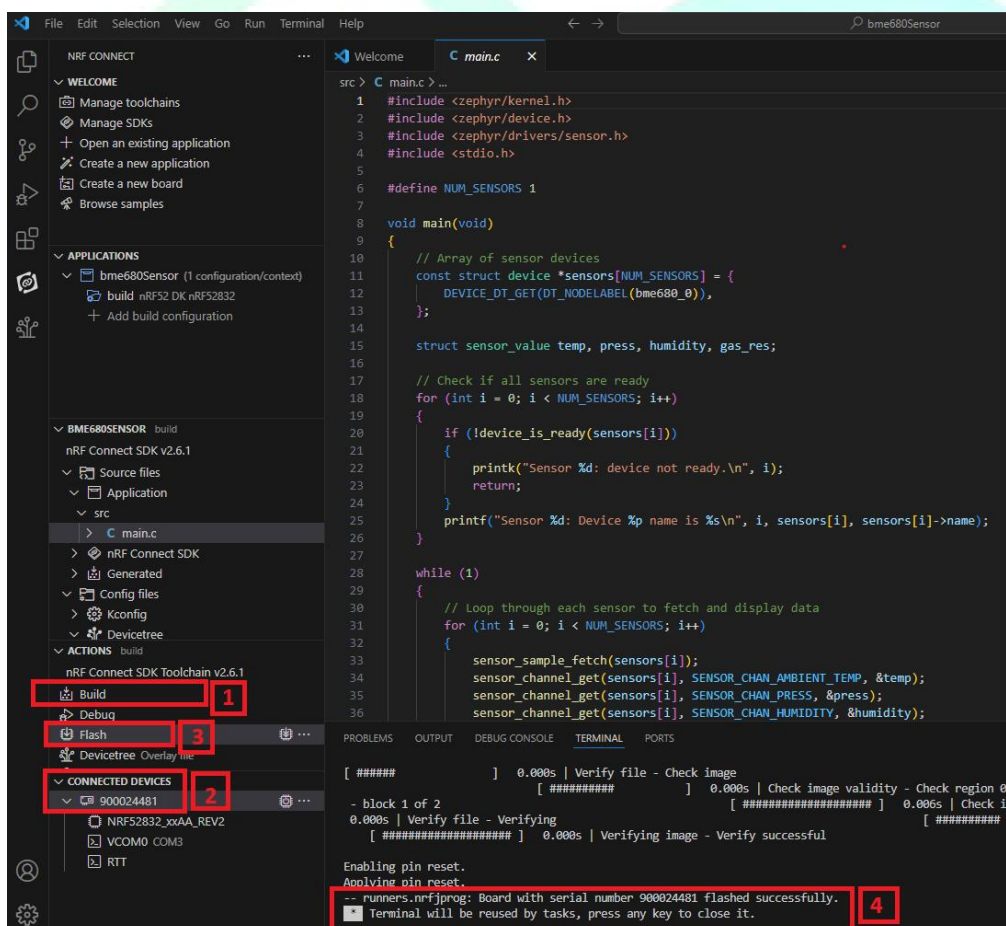 File Edit Selection View Go Run Terminal Help
bme680Sensor
NRF CONNECT
WELCOME
Manage toolchains
Manage SDKs
Open an existing application
Create a new application
Create a new board
Browse samples
APPLICATIONS
bme680Sensor (1 configuration/context)
build nRF52 DK nRF52832
Add build configuration
BME680SENSOR build
nRF Connect SDK v2.6.1
Source files
Application
src
main.c
nRF Connect SDK
Generated
Config files
Kconfig
Devicetree
ACTIONS build
nRF Connect SDK Toolchain v2.6.1
Build
1
Debug
Flash
3
Devicetree Overlay file
CONNECTED DEVICES
2
900024481
NRF52832_xxAA_REV2
VCOM0 COM3
RTT
Welcome
C main.c
src > C main.c > ...
1 #include <zephyr/kernel.h>
2 #include <zephyr/device.h>
3 #include <zephyr/drivers/sensor.h>
4 #include <stdio.h>
5
6 #define NUM_SENSORS 1
7
8 void main(void)
9 {
10 // Array of sensor devices
11 const struct device *sensors[NUM_SENSORS] = {
12 DEVICE_DT_GET(DT_NODELABEL(bme680_0)),
13 };
14
15 struct sensor_value temp, press, humidity, gas_res;
16
17 // Check if all sensors are ready
18 for (int i = 0; i < NUM_SENSORS; i++)
19 {
20 if (!device_is_ready(sensors[i]))
21 {
22 printk("Sensor %d: device not ready.\n", i);
23 return;
24 }
25 printf("Sensor %d: Device %p name is %s\n", i, sensors[i], sensors[i]->name);
26 }
27
28 while (1)
29 {
30 // Loop through each sensor to fetch and display data
31 for (int i = 0; i < NUM_SENSORS; i++)
32 {
33 sensor_sample_fetch(sensors[i]);
34 sensor_channel_get(sensors[i], SENSOR_CHAN_AMBIENT_TEMP, &temp);
35 sensor_channel_get(sensors[i], SENSOR_CHAN_PRESS, &press);
36 sensor_channel_get(sensors[i], SENSOR_CHAN_HUMIDITY, &humidity);
PROBLEMS OUTPUT DEBUG CONSOLE TERMINAL PORTS
[ ###### ] 0.000s | Verify file - Check image
[ ########## ] 0.000s | Check image validity - Check region 0
- block 1 of 2 [ #################### ] 0.006s | Check i
0.000s | Verify file - Verifying [ ##########
[ #################### ] 0.000s | Verifying image - Verify successful
Enabling pin reset.
Applying pin reset.
-- runners.nrfjprog: Board with serial number 900024481 flashed successfully.
* Terminal will be reused by tasks, press any key to close it.
4